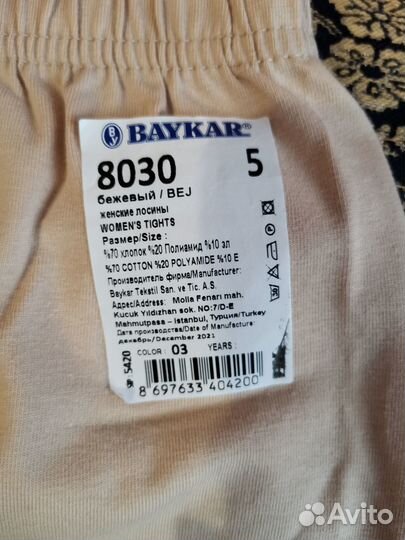 BAYKAR®
8030 5
бежевый / BEJ
женские лосины
WOMEN'S TIGHTS
Размер/Size :
%70 хлопок %20 Полиамид %10 эл
%70 COTTON %20 POLYAMIDE %10 E
Производитель фирма/Manufacturer:
Baykar Tekstil San. ve Tic. A.S.
Адрес/Address: Molla Fenari mah.
Kucuk Yıldızhan sok. NO:7/D-E
Mahmutpasa - Istanbul, Турция/Turkey
Дата производства/Date of Manufacture:
декабрь/December 2021
SA20
COLOR : 03 YEARS :
8 697633 404200
Avito